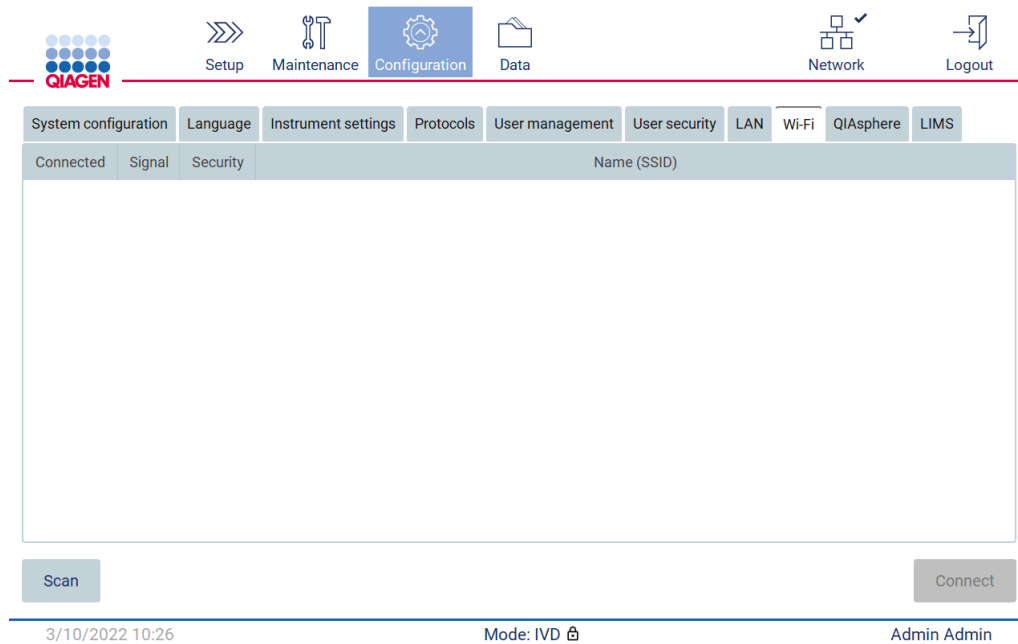 QIAGEN
Setup Maintenance Configuration Data Network Logout
System configuration Language Instrument settings Protocols User management User security LAN Wi-Fi QIAsphere LIMS
Connected Signal Security Name (SSID)
Scan Connect
3/10/2022 10:26 Mode: IVD Admin Admin